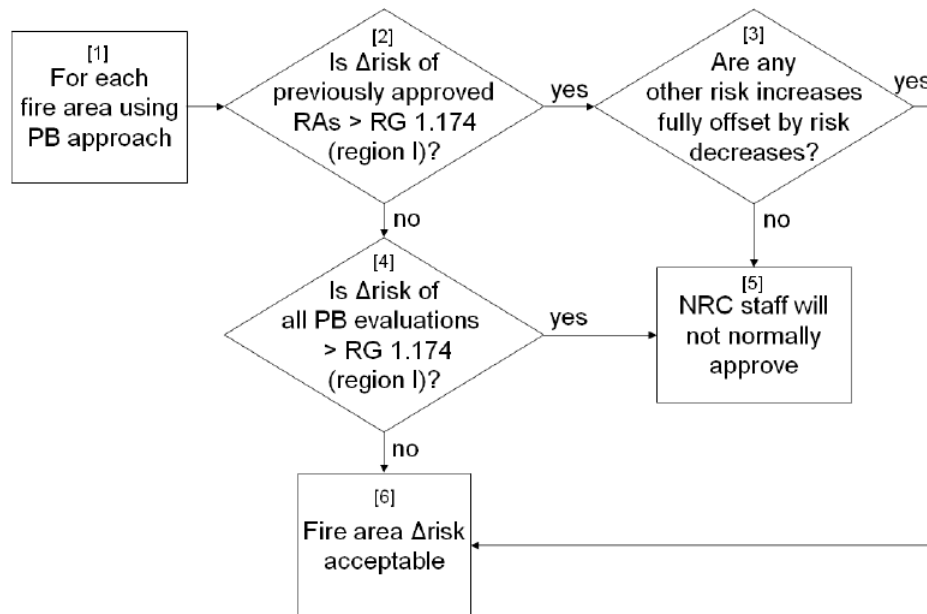 [1]
For each
fire area using
PB approach
[2]
Is Δrisk of
previously approved
RAs > RG 1.174
(region I)?
yes
[3]
Are any
other risk increases
fully offset by risk
decreases?
yes
no
no
[4]
Is Δrisk of
all PB evaluations
> RG 1.174
(region I)?
yes
[5]
NRC staff will
not normally
approve
no
[6]
Fire area Δrisk
acceptable